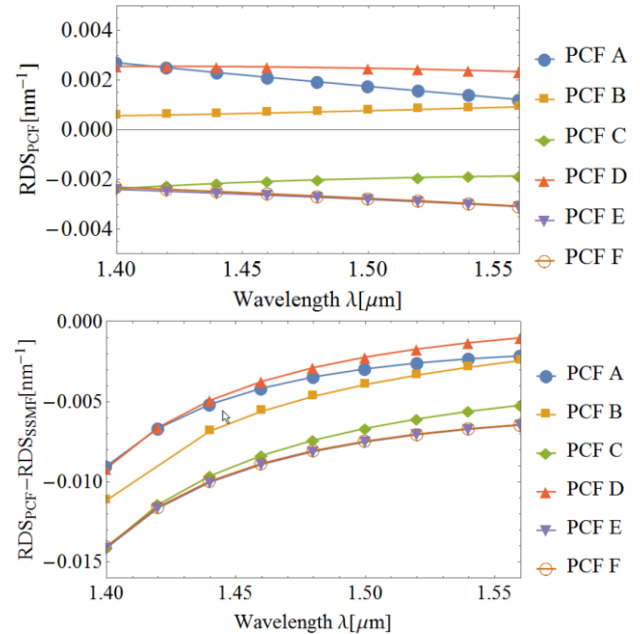 0.004
0.002
0.000
−0.002
−0.004
RDS_PCF[nm⁻¹]
1.40
1.45
1.50
1.55
Wavelength λ[μm]
PCF A
PCF B
PCF C
PCF D
PCF E
PCF F
0.000
−0.005
−0.010
−0.015
RDS_PCF−RDS_SSMF[nm⁻¹]
1.40
1.45
1.50
1.55
Wavelength λ[μm]
PCF A
PCF B
PCF C
PCF D
PCF E
PCF F